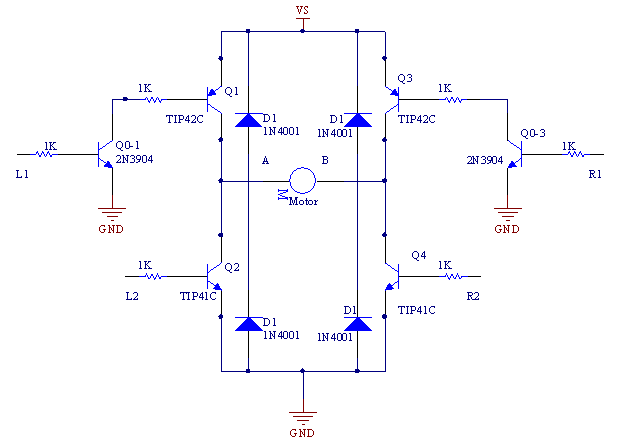 VS
1K
Q1
Q3
1K
TIP42C
D1
1N4001
D1
1N4001
TIP42C
1K
Q0-1
2N3904
L1
A
B
Q0-3
2N3904
1K
R1
GND
M
Motor
GND
1K
Q2
Q4
1K
L2
TIP41C
R2
TIP41C
D1
1N4001
D1
1N4001
GND